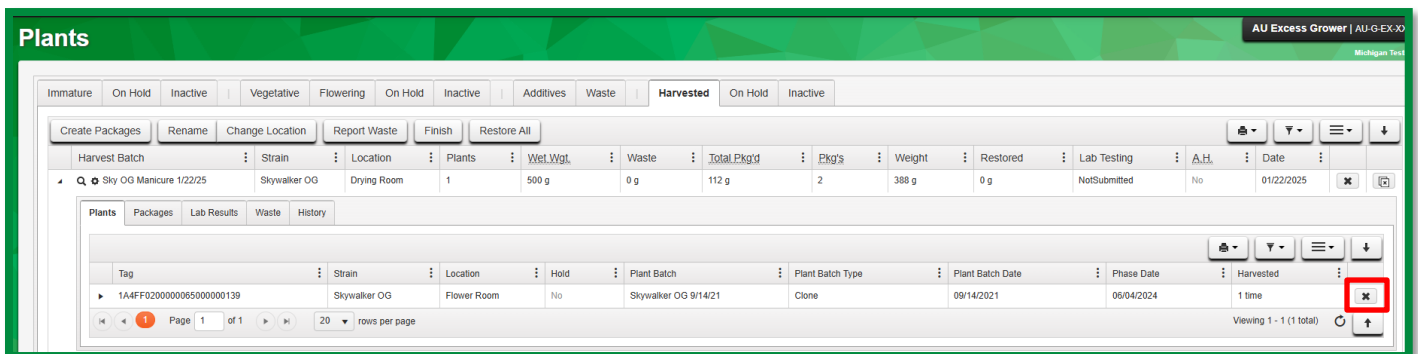 Plants
AU Excess Grower | AU-G-EX-XX
Michigan Test
Immature On Hold Inactive | Vegetative Flowering On Hold Inactive | Additives Waste | Harvested On Hold Inactive
Create Packages Rename Change Location Report Waste Finish Restore All
Harvest Batch Strain Location Plants Wet Wgt. Waste Total Pkg'd Pkg's Weight Restored Lab Testing A.H. Date
Sky OG Manicure 1/22/25 Skywalker OG Drying Room 1 500 g 0 g 112 g 2 388 g 0 g NotSubmitted No 01/22/2025
Plants Packages Lab Results Waste History
Tag Strain Location Hold Plant Batch Plant Batch Type Plant Batch Date Phase Date Harvested
1A4FF0200000065000000139 Skywalker OG Flower Room No Skywalker OG 9/14/21 Clone 09/14/2021 06/04/2024 1 time
1 Page 1 of 1 20 rows per page Viewing 1 - 1 (1 total)